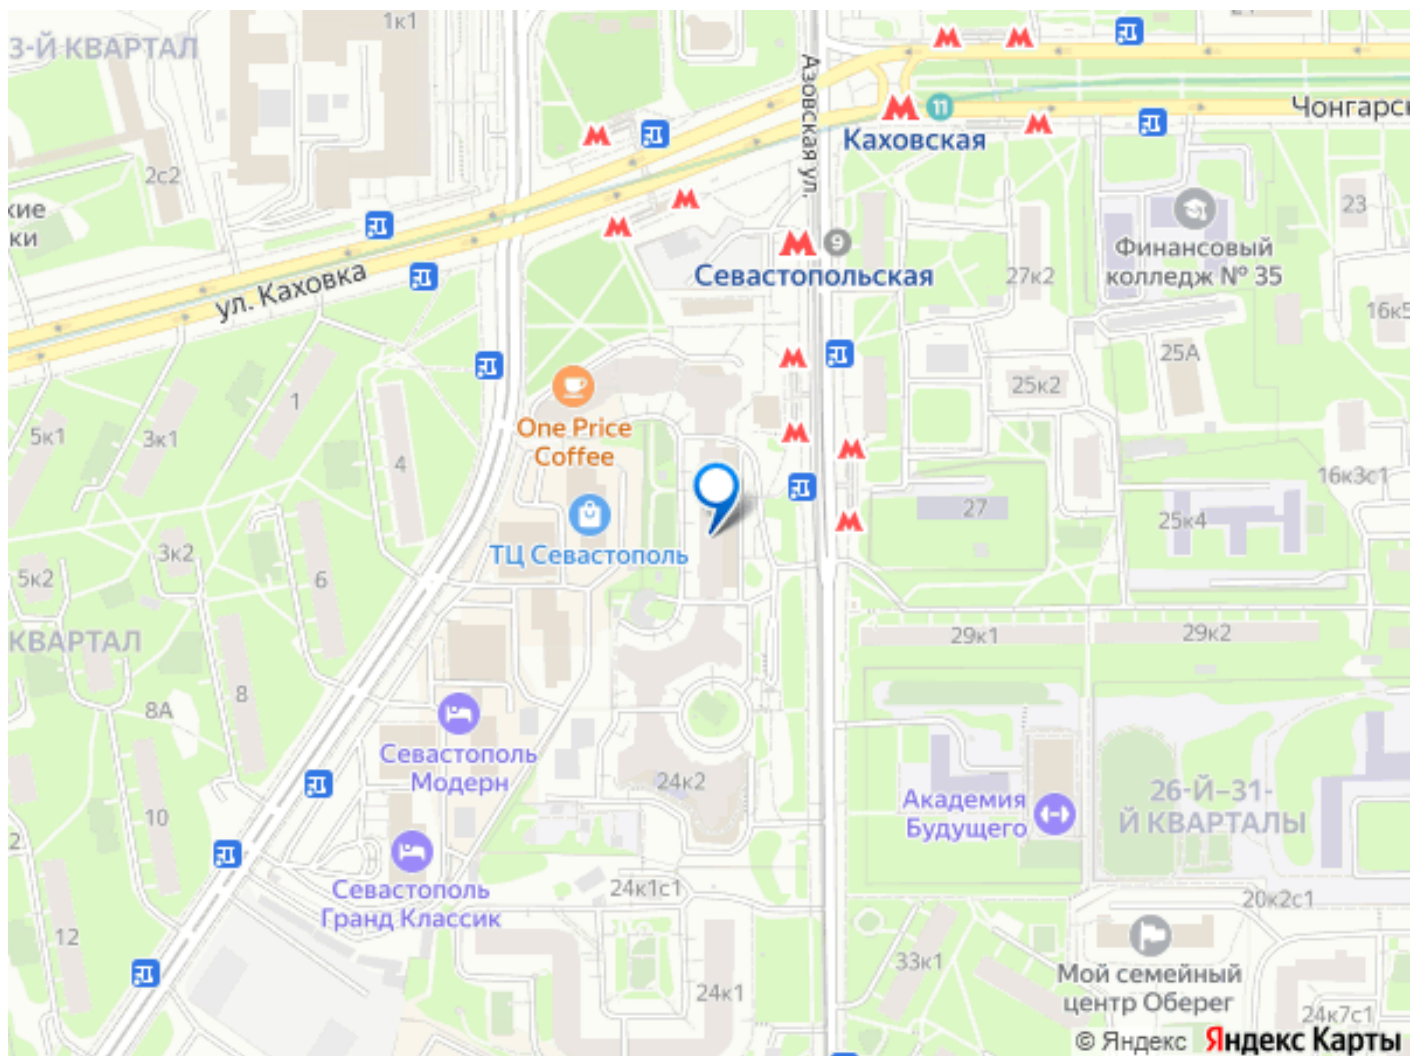 1к1
21
3-Й КВАРТАЛ
Азовская ул.
11
Чонгарск
Каховская
2с2
кие
ки
23
9
Финансовый
колледж № 35
Севастопольская
27к2
ул. Каховка
16к5
25А
25к2
1
One Price
Coffee
5к1
3к1
4
16к3с1
27
25к4
ТЦ Севастополь
3к2
5к2
6
КВАРТАЛ
29к1
29к2
8
8А
Севастополь
Модерн
24к2
26-Й–31-
Й КВАРТАЛЫ
Академия
Будущего
10
2
Севастополь
Гранд Классик
24к1с1
20к2с1
12
33к1
Мой семейный
центр Оберег
24к1
24к7с1
© Яндекс Яндекс Карты